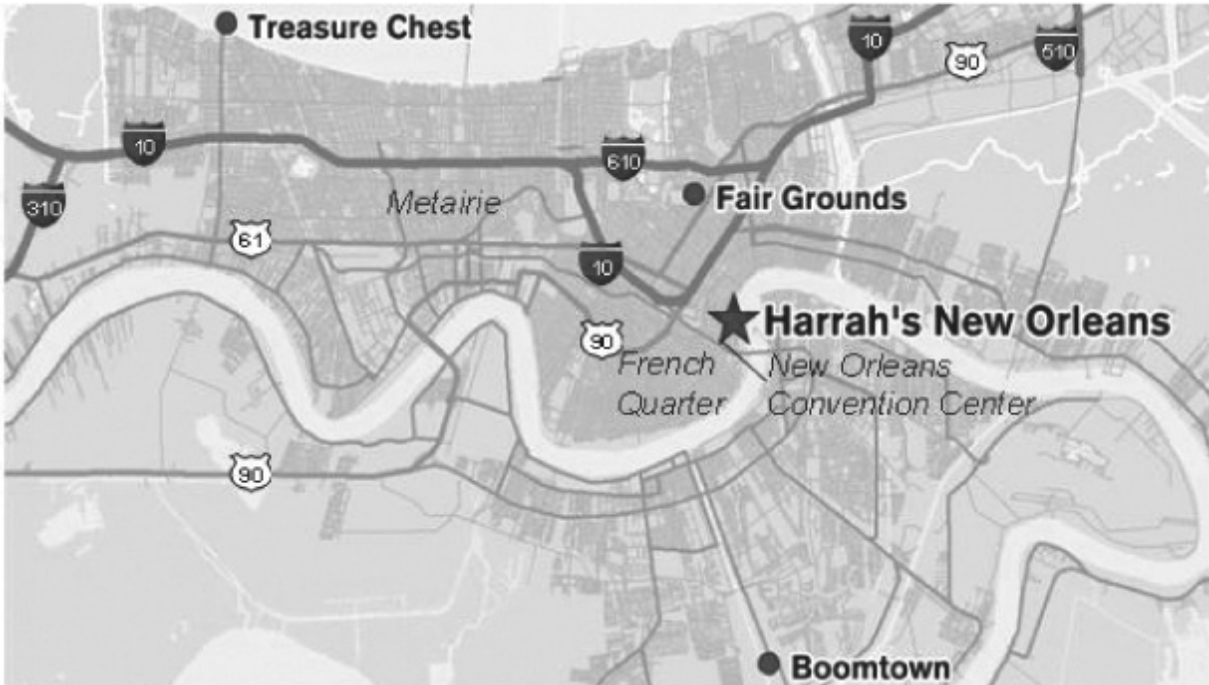 Treasure Chest
10
90
510
10
610
310
Metairie
Fair Grounds
61
10
Harrah's New Orleans
90
French
Quarter
New Orleans
Convention Center
90
Boomtown